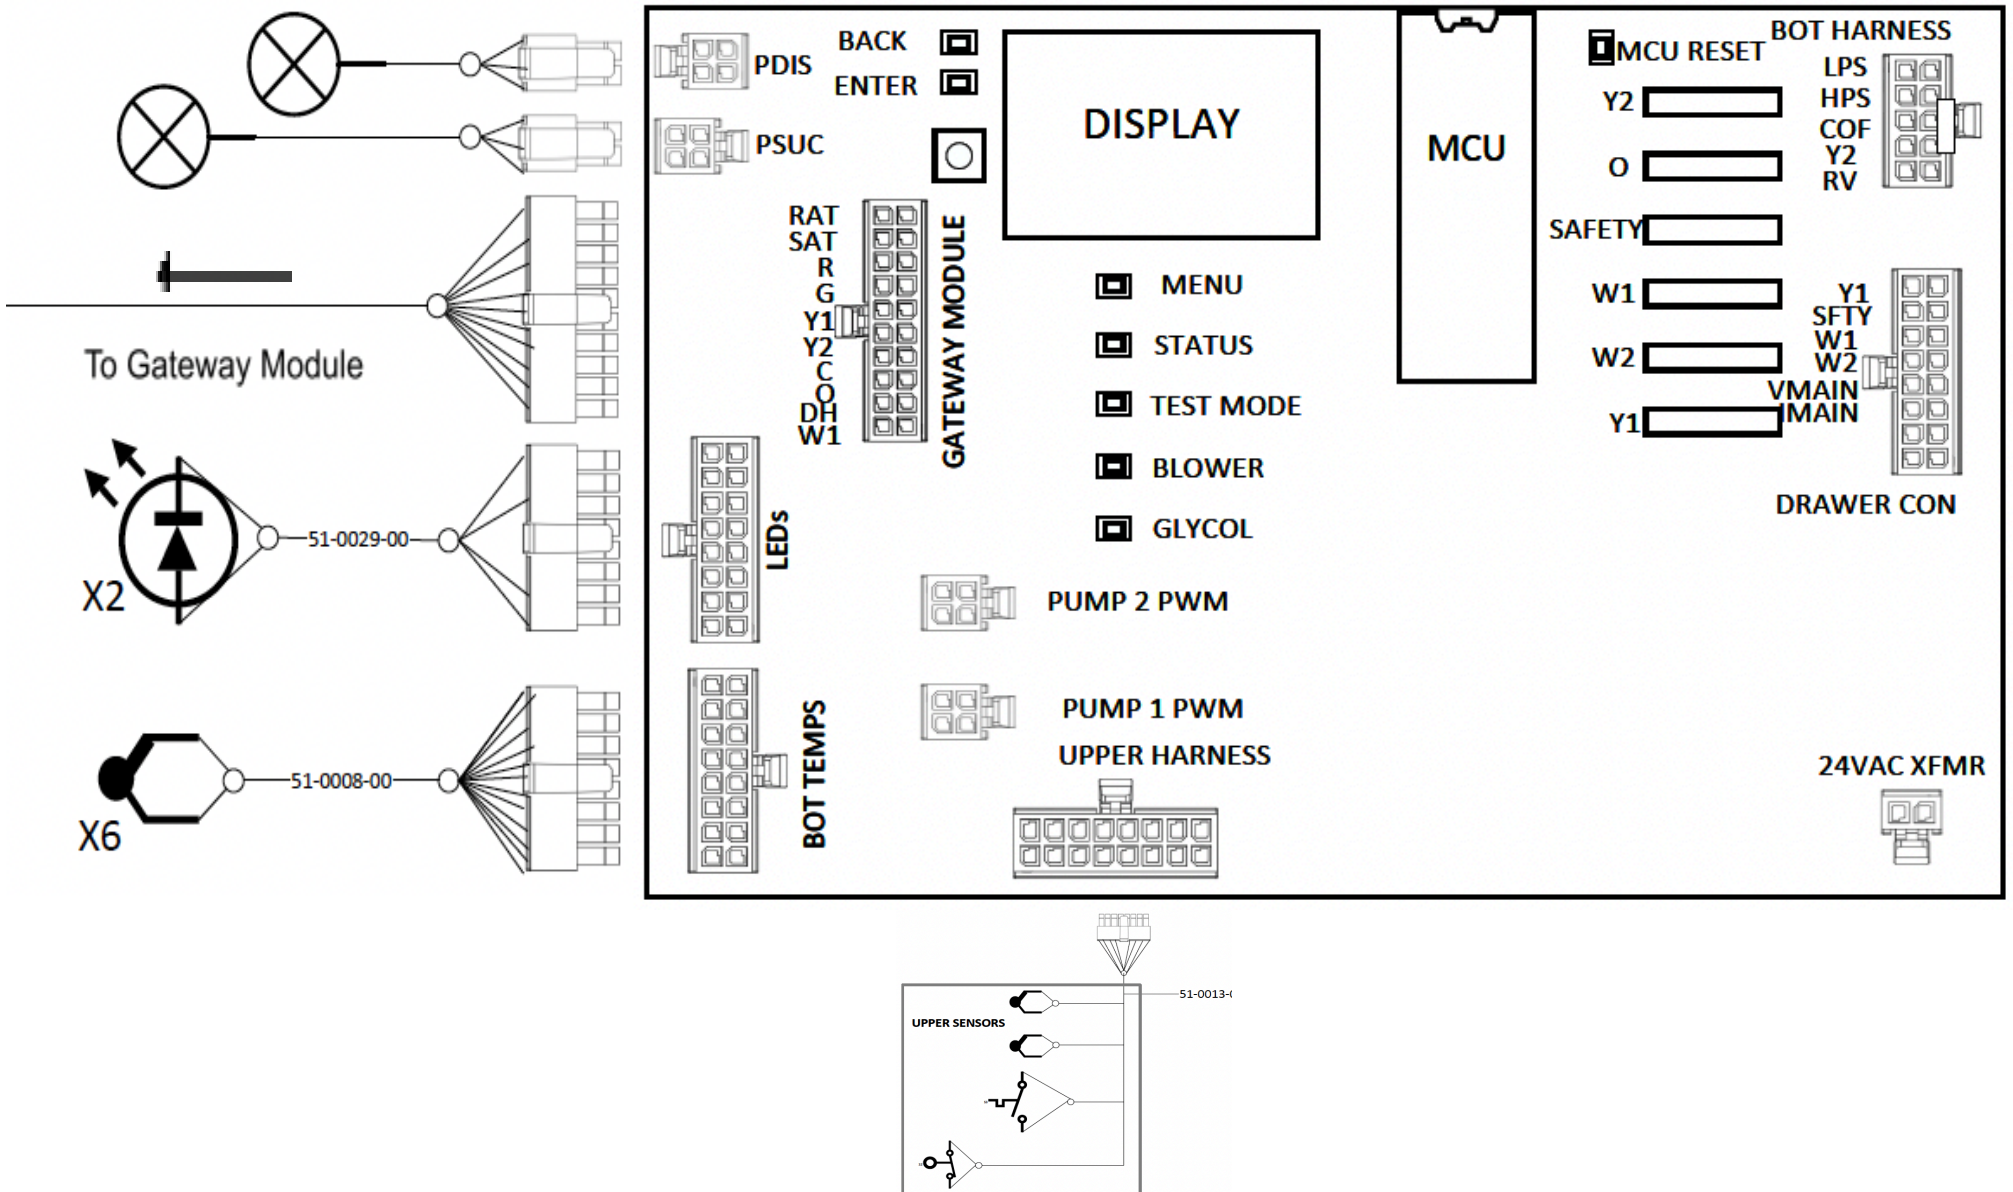 BACK
ENTER
PDIS
PSUC
DISPLAY
MCU
MCU RESET
BOT HARNESS
LPS
HPS
COF
Y2
RV
Y2
O
SAFETY
W1
W2
Y1
RAT
SAT
R
G
Y1
Y2
C
O
DH
W1
GATEWAY MODULE
MENU
STATUS
TEST MODE
BLOWER
GLYCOL
Y1
SFTY
W1
W2
VMAIN
IMAIN
DRAWER CON
To Gateway Module
LEDs
51-0029-00
X2
PUMP 2 PWM
PUMP 1 PWM
UPPER HARNESS
BOT TEMPS
51-0008-00
X6
24VAC XFMR
51-0013-
UPPER SENSORS